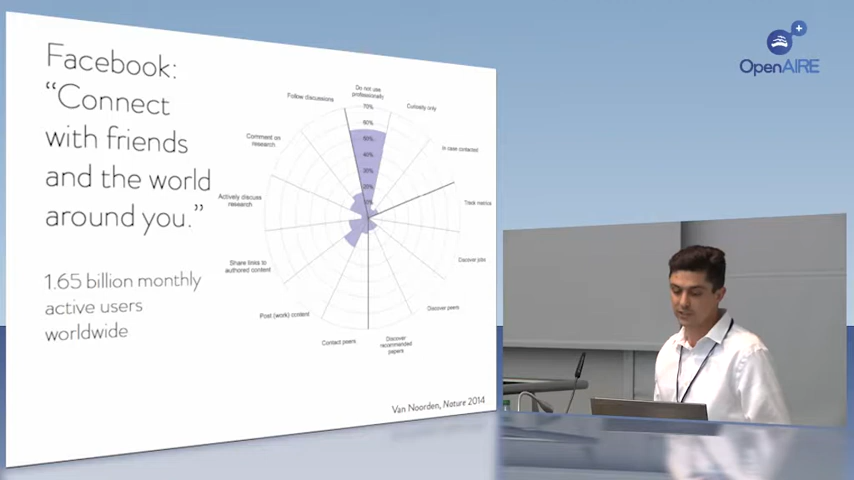 Facebook:
“Connect
with friends
and the world
around you.”
1.65 billion monthly
active users
worldwide
Do not use
professionally
Curiosity only
In case contacted
Track metrics
Discover jobs
Discover peers
Discover
recommended
papers
Contact peers
Post (work) content
Share links to
authored content
Actively discuss
research
Comment on
research
Follow discussions
70%
60%
50%
40%
30%
20%
10%
Van Noorden, Nature 2014
OpenAIRE